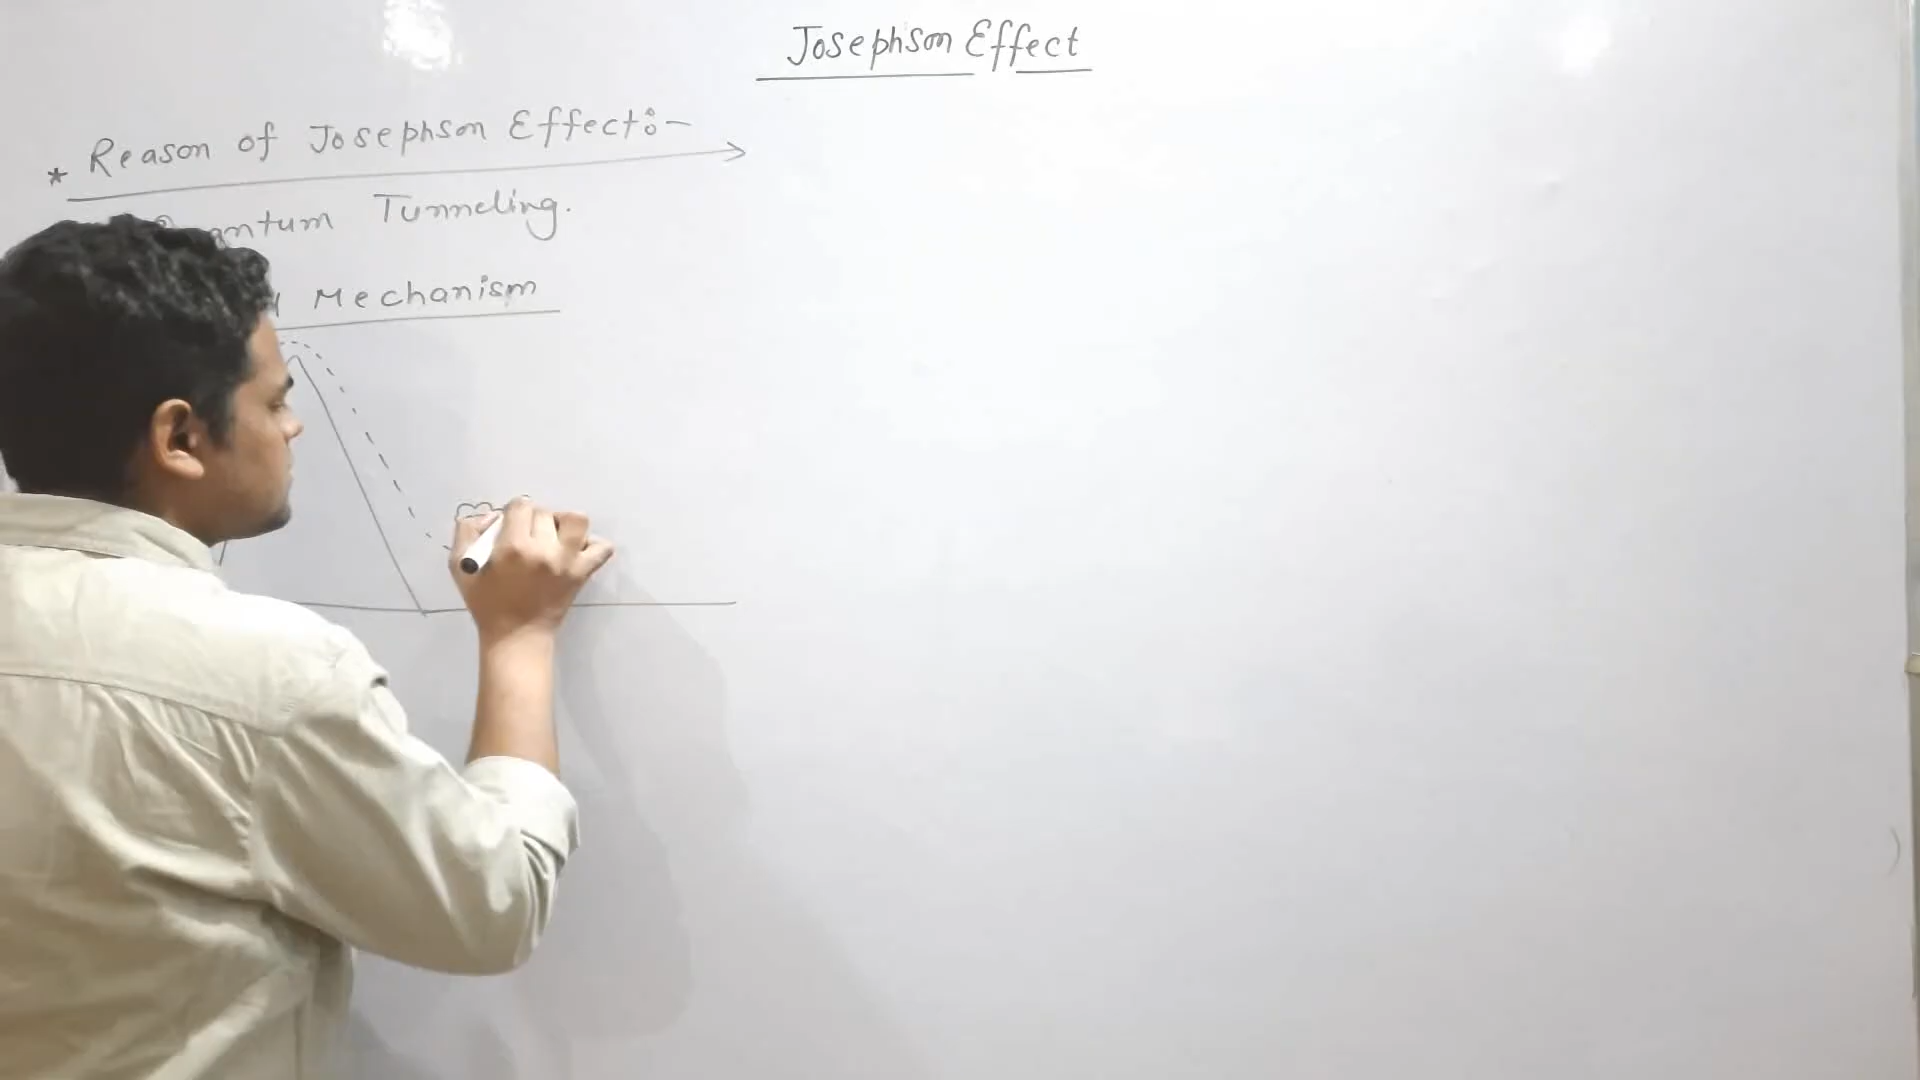 Josephson Effect
* Reason of Josephson Effect:-
Quantum Tunneling.
Mechanism